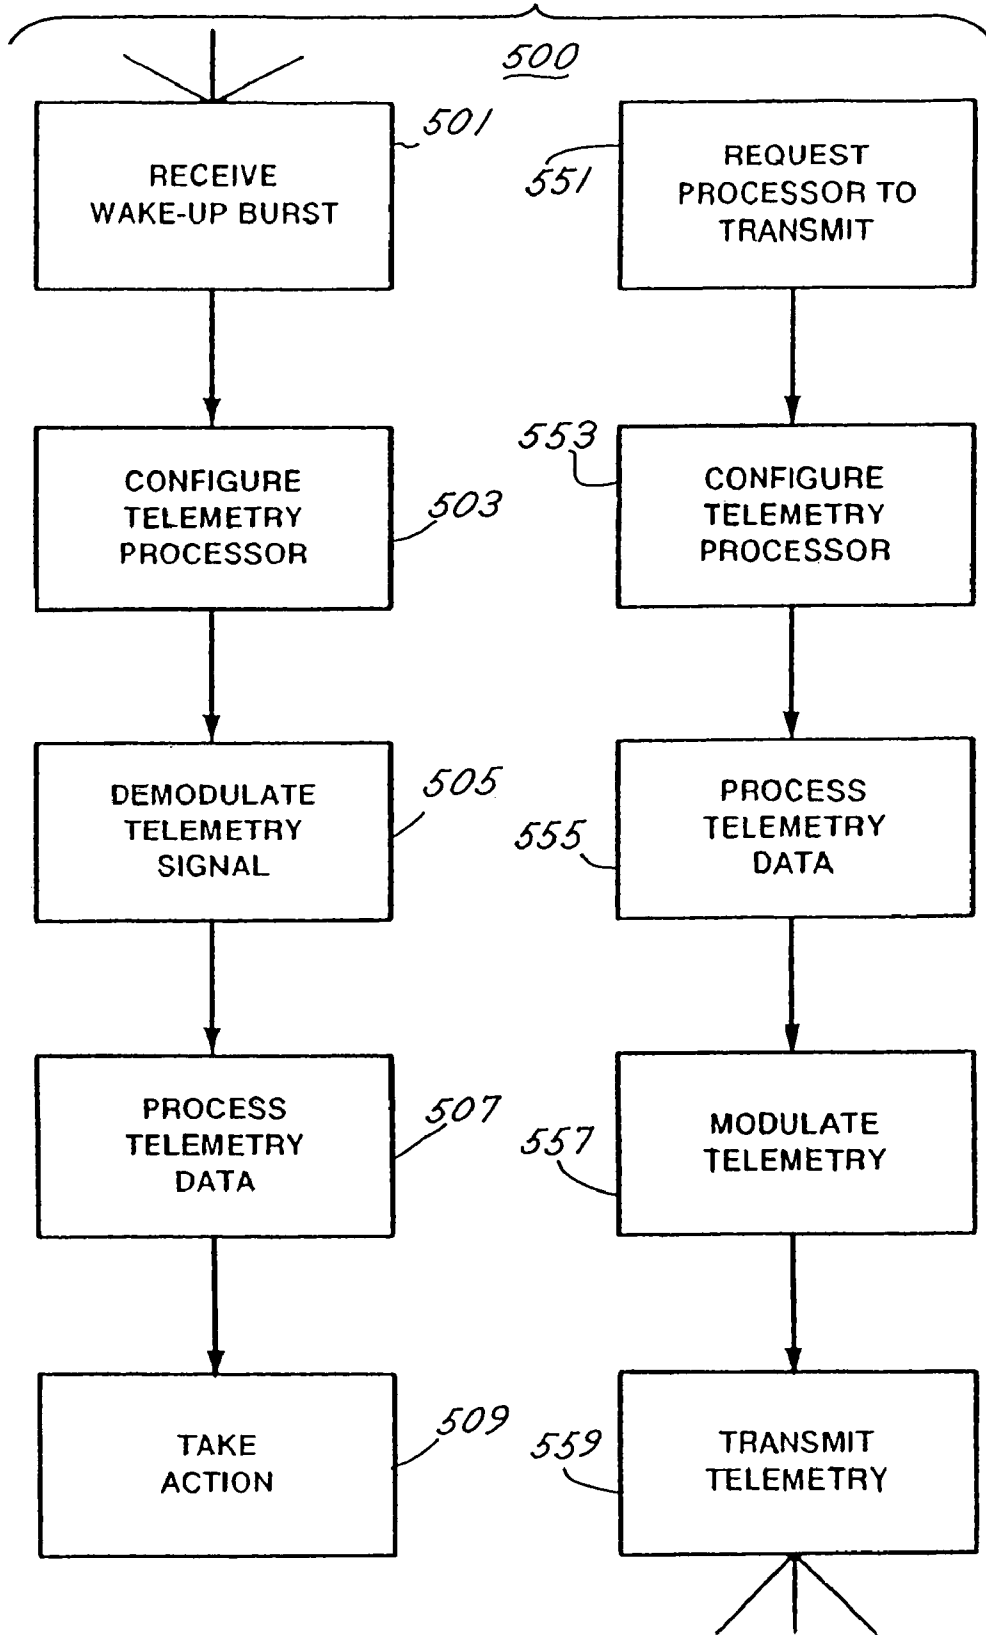 500
501
RECEIVE
WAKE-UP BURST
503
CONFIGURE
TELEMETRY
PROCESSOR
505
DEMODULATE
TELEMETRY
SIGNAL
507
PROCESS
TELEMETRY
DATA
509
TAKE
ACTION
551
REQUEST
PROCESSOR TO
TRANSMIT
553
CONFIGURE
TELEMETRY
PROCESSOR
555
PROCESS
TELEMETRY
DATA
557
MODULATE
TELEMETRY
559
TRANSMIT
TELEMETRY